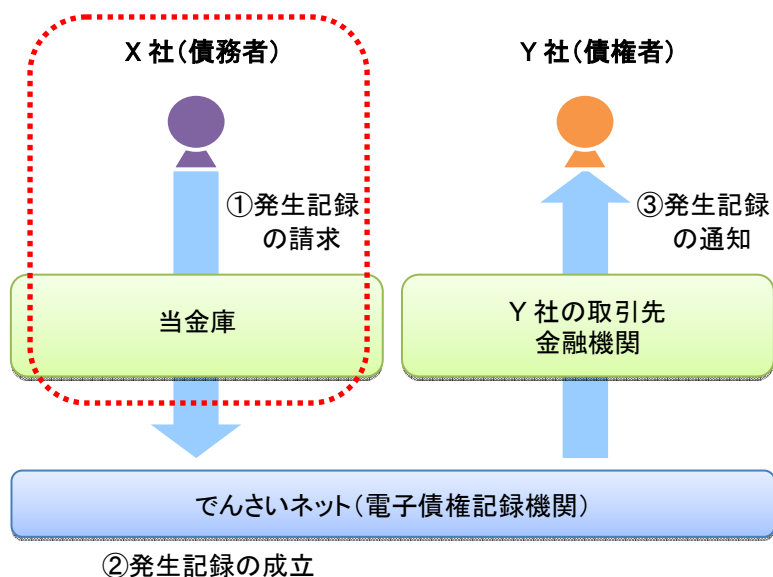 X 社（債務者）
Y 社（債権者）
①発生記録
の請求
③発生記録
の通知
当金庫
Y 社の取引先
金融機関
でんさいネット（電子債権記録機関）
②発生記録の成立